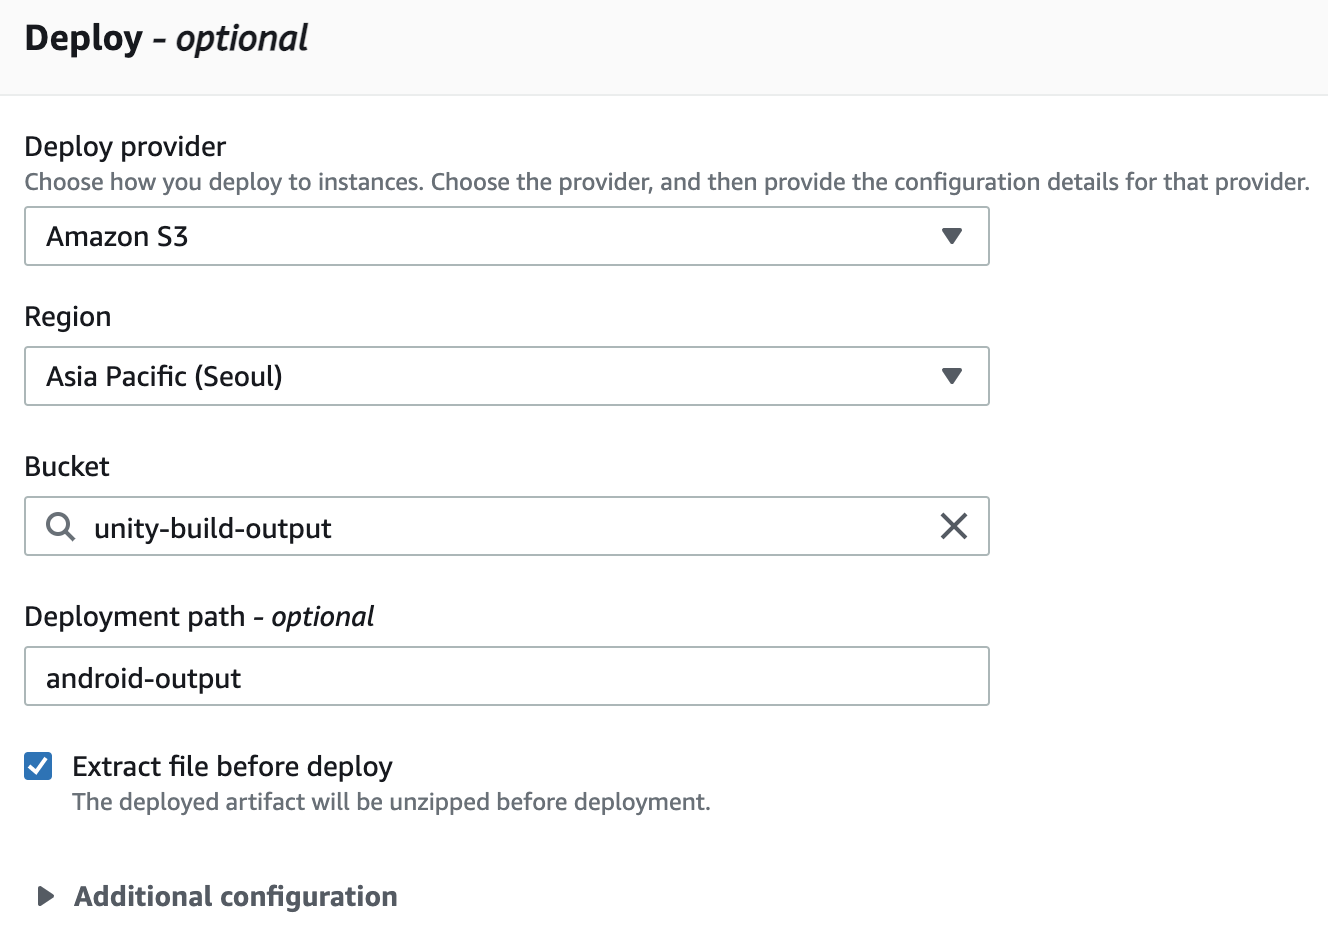 Deploy - optional
Deploy provider
Choose how you deploy to instances. Choose the provider, and then provide the configuration details for that provider.
Amazon S3
Region
Asia Pacific (Seoul)
Bucket
unity-build-output
Deployment path - optional
android-output
Extract file before deploy
The deployed artifact will be unzipped before deployment.
Additional configuration